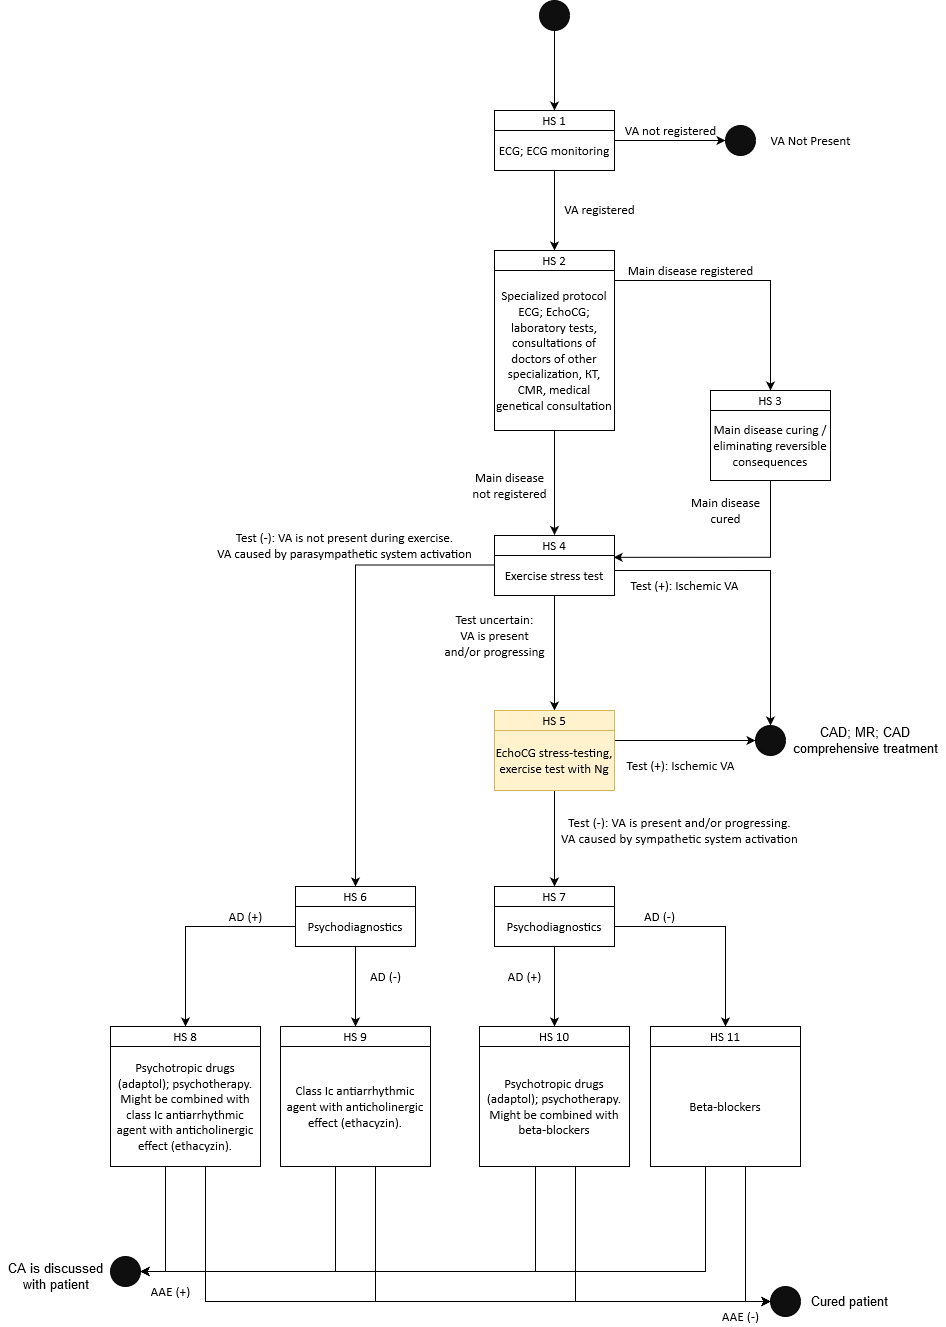 HS 1
ECG; ECG monitoring
VA not registered
VA Not Present
VA registered
HS 2
Specialized protocol
ECG; EchoCG;
laboratory tests,
consultations of
doctors of other
specialization, КТ,
CMR, medical
genetical consultation
Main disease registered
HS 3
Main disease curing /
eliminating reversible
consequences
Main disease
not registered
Main disease
cured
Test (-): VA is not present during exercise.
VA caused by parasympathetic system activation
HS 4
Exercise stress test
Test (+): Ischemic VA
Test uncertain:
VA is present
and/or progressing
HS 5
EchoCG stress-testing,
exercise test with Ng
Test (+): Ischemic VA
CAD; MR; CAD
comprehensive treatment
Test (-): VA is present and/or progressing.
VA caused by sympathetic system activation
HS 6
Psychodiagnostics
HS 7
Psychodiagnostics
AD (+)
AD (-)
AD (+)
AD (-)
HS 8
Psychotropic drugs
(adaptol); psychotherapy.
Might be combined with
class Ic antiarrhythmic
agent with anticholinergic
effect (ethacyzin).
HS 9
Class Ic antiarrhythmic
agent with anticholinergic
effect (ethacyzin).
HS 10
Psychotropic drugs
(adaptol); psychotherapy.
Might be combined with
beta-blockers
HS 11
Beta-blockers
CA is discussed
with patient
AAE (+)
AAE (-)
Cured patient